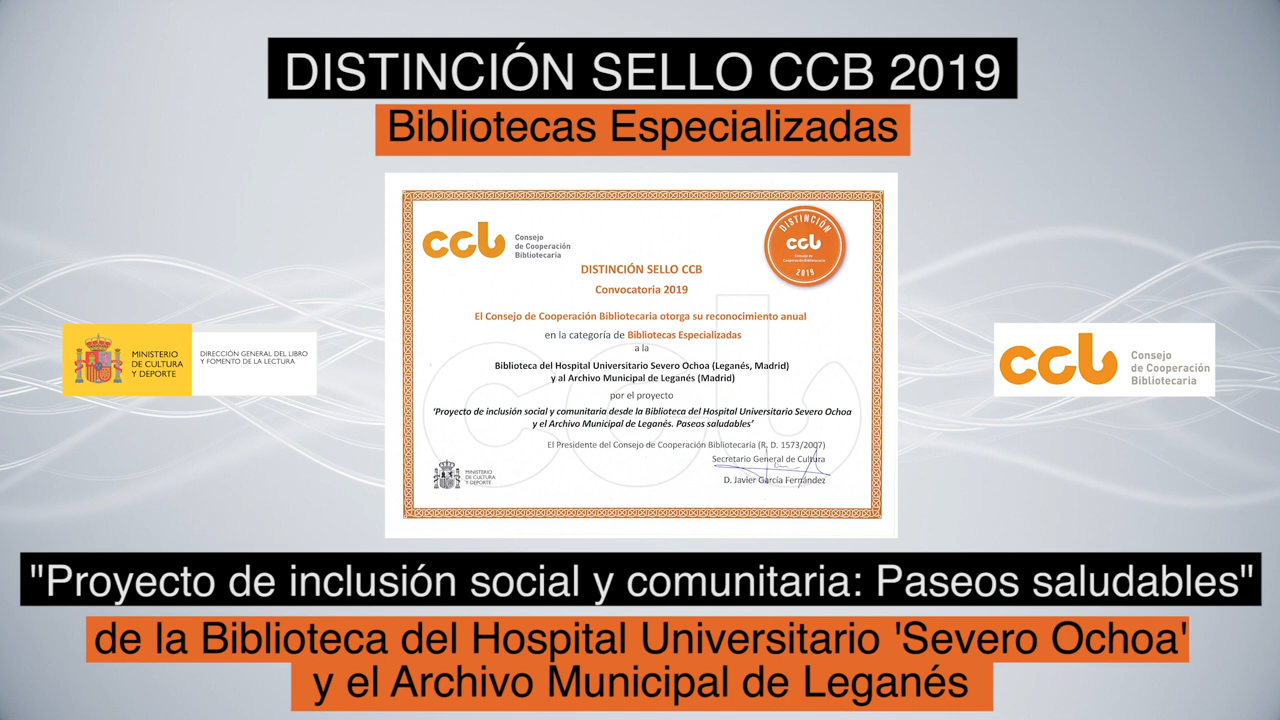 DISTINCIÓN SELLO CCB 2019
Bibliotecas Especializadas
ccb
Consejo
de Cooperación
Bibliotecaria
DISTINCIÓN
ccb
Consejo de
Cooperación Bibliotecaria
2019
DISTINCIÓN SELLO CCB
Convocatoria 2019
El Consejo de Cooperación Bibliotecaria otorga su reconocimiento anual
en la categoría de Bibliotecas Especializadas
a la
Biblioteca del Hospital Universitario Severo Ochoa (Leganés, Madrid)
y al Archivo Municipal de Leganés (Madrid)
por el proyecto
'Proyecto de inclusión social y comunitaria desde la Biblioteca del Hospital Universitario Severo Ochoa
y el Archivo Municipal de Leganés. Paseos saludables'
El Presidente del Consejo de Cooperación Bibliotecaria (R. D. 1573/2007)
Secretario General de Cultura
D. Javier García Fernández
MINISTERIO
DE CULTURA
Y DEPORTE
MINISTERIO
DE CULTURA
Y DEPORTE
DIRECCIÓN GENERAL DEL LIBRO
Y FOMENTO DE LA LECTURA
ccb
Consejo
de Cooperación
Bibliotecaria
"Proyecto de inclusión social y comunitaria: Paseos saludables"
de la Biblioteca del Hospital Universitario 'Severo Ochoa'
y el Archivo Municipal de Leganés